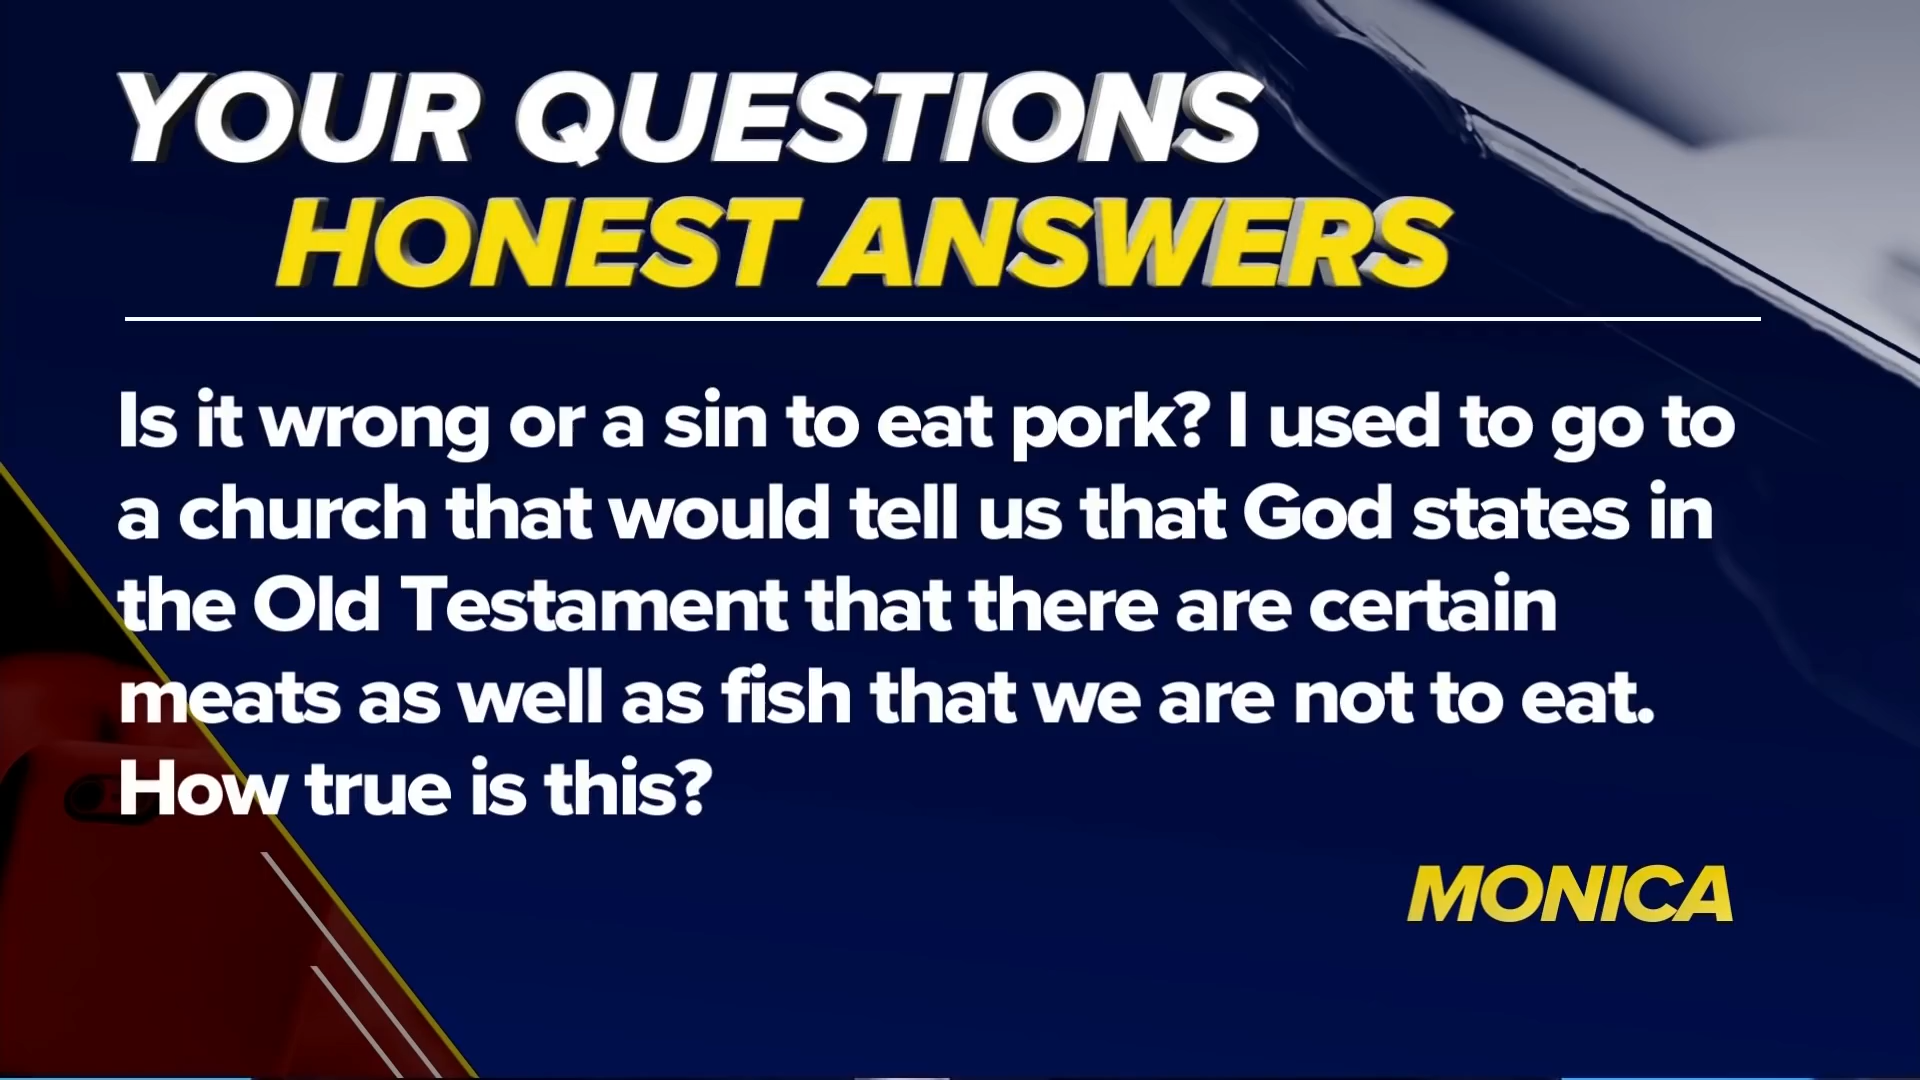 YOUR QUESTIONS
HONEST ANSWERS
Is it wrong or a sin to eat pork? I used to go to
a church that would tell us that God states in
the Old Testament that there are certain
meats as well as fish that we are not to eat.
How true is this?
MONICA